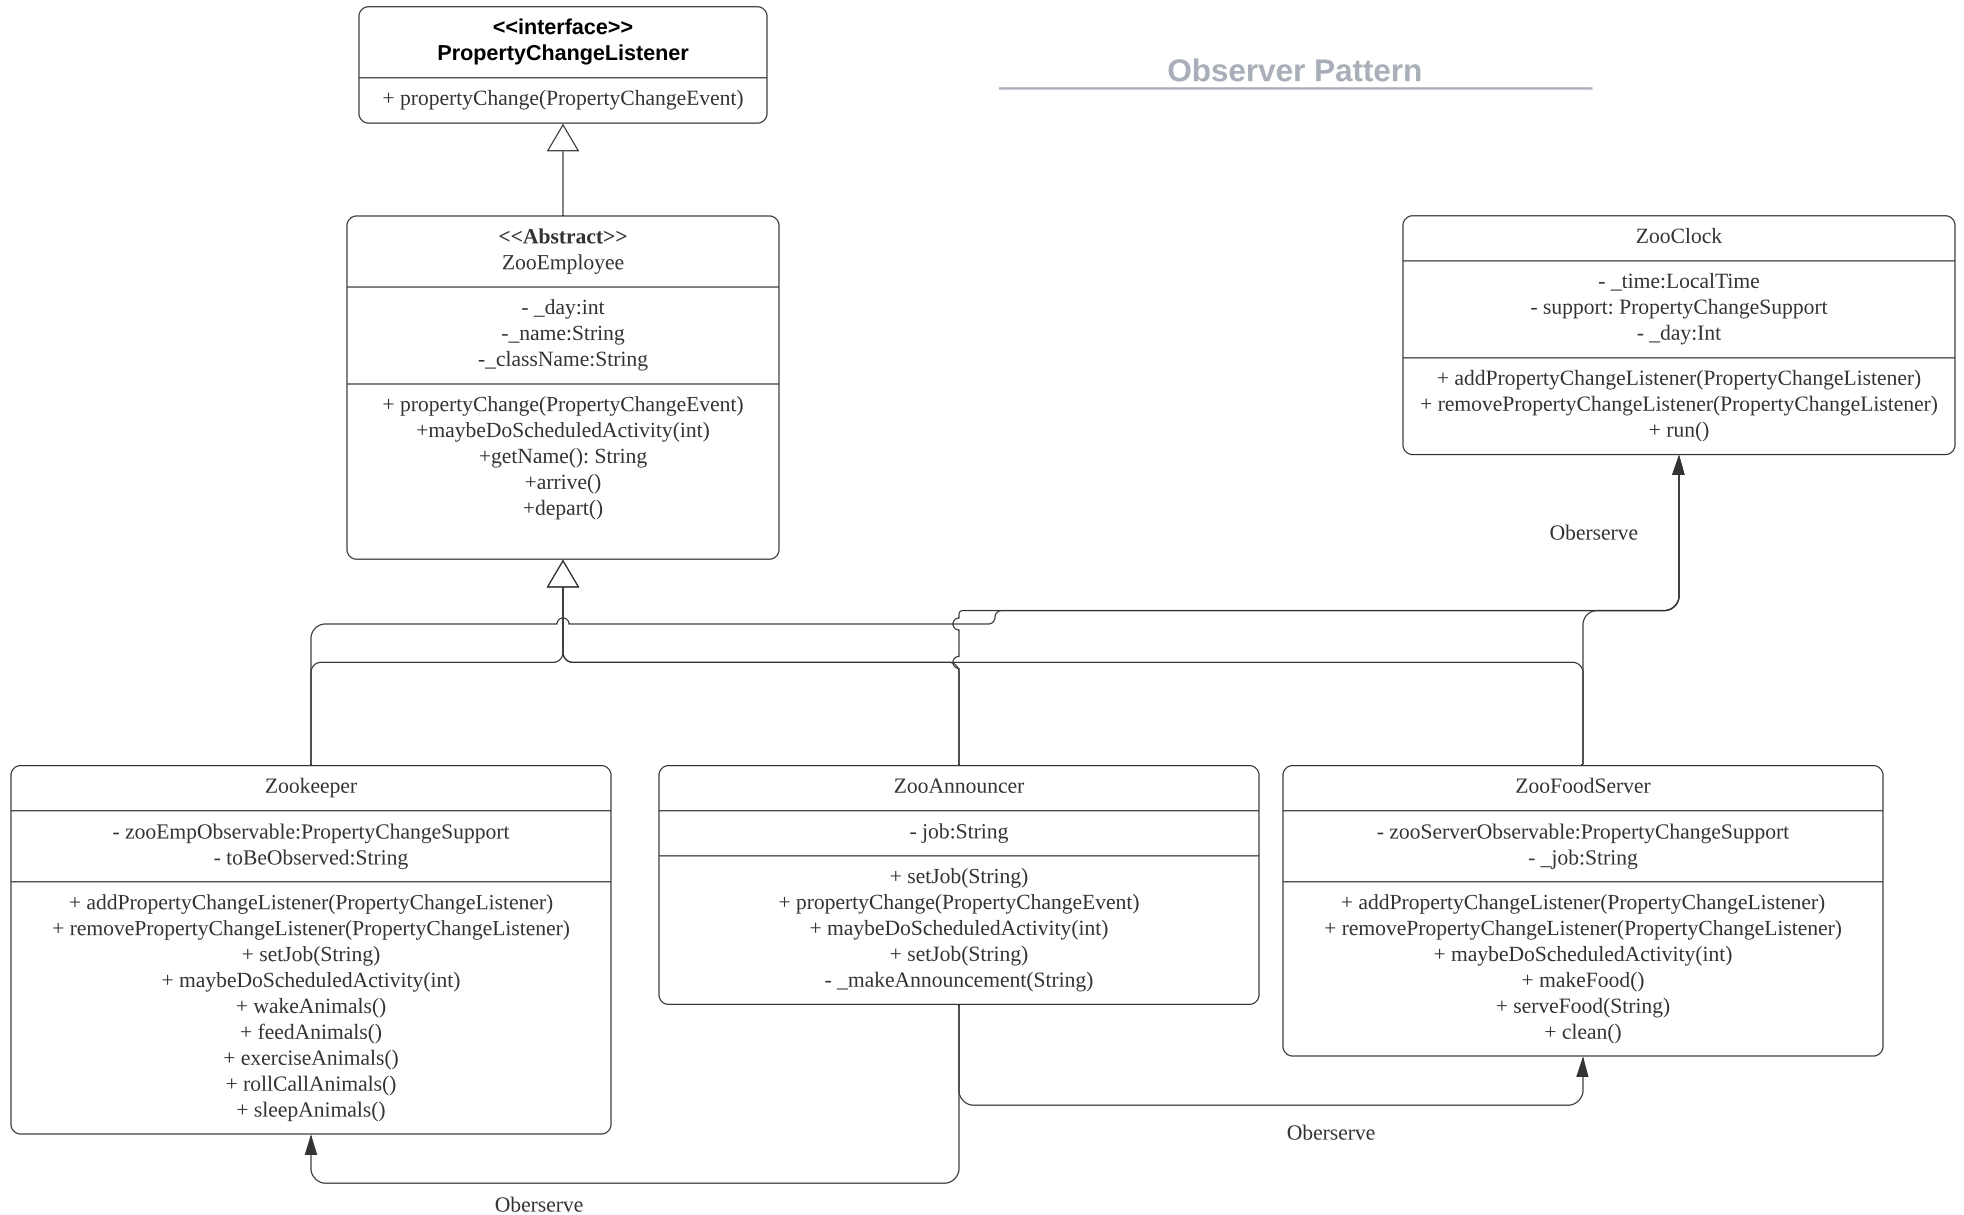 <<interface>>
PropertyChangeListener
+ propertyChange(PropertyChangeEvent)
Observer Pattern
<<Abstract>>
ZooEmployee
- _day:int
-_name:String
-_className:String
+ propertyChange(PropertyChangeEvent)
+maybeDoScheduledActivity(int)
+getName(): String
+arrive()
+depart()
ZooClock
- _time:LocalTime
- support: PropertyChangeSupport
- _day:Int
+ addPropertyChangeListener(PropertyChangeListener)
+ removePropertyChangeListener(PropertyChangeListener)
+ run()
Oberserve
Zookeeper
- zooEmpObservable:PropertyChangeSupport
- toBeObserved:String
+ addPropertyChangeListener(PropertyChangeListener)
+ removePropertyChangeListener(PropertyChangeListener)
+ setJob(String)
+ maybeDoScheduledActivity(int)
+ wakeAnimals()
+ feedAnimals()
+ exerciseAnimals()
+ rollCallAnimals()
+ sleepAnimals()
ZooAnnouncer
- job:String
+ setJob(String)
+ propertyChange(PropertyChangeEvent)
+ maybeDoScheduledActivity(int)
+ setJob(String)
- _makeAnnouncement(String)
ZooFoodServer
- zooServerObservable:PropertyChangeSupport
- _job:String
+ addPropertyChangeListener(PropertyChangeListener)
+ removePropertyChangeListener(PropertyChangeListener)
+ maybeDoScheduledActivity(int)
+ makeFood()
+ serveFood(String)
+ clean()
Oberserve
Oberserve